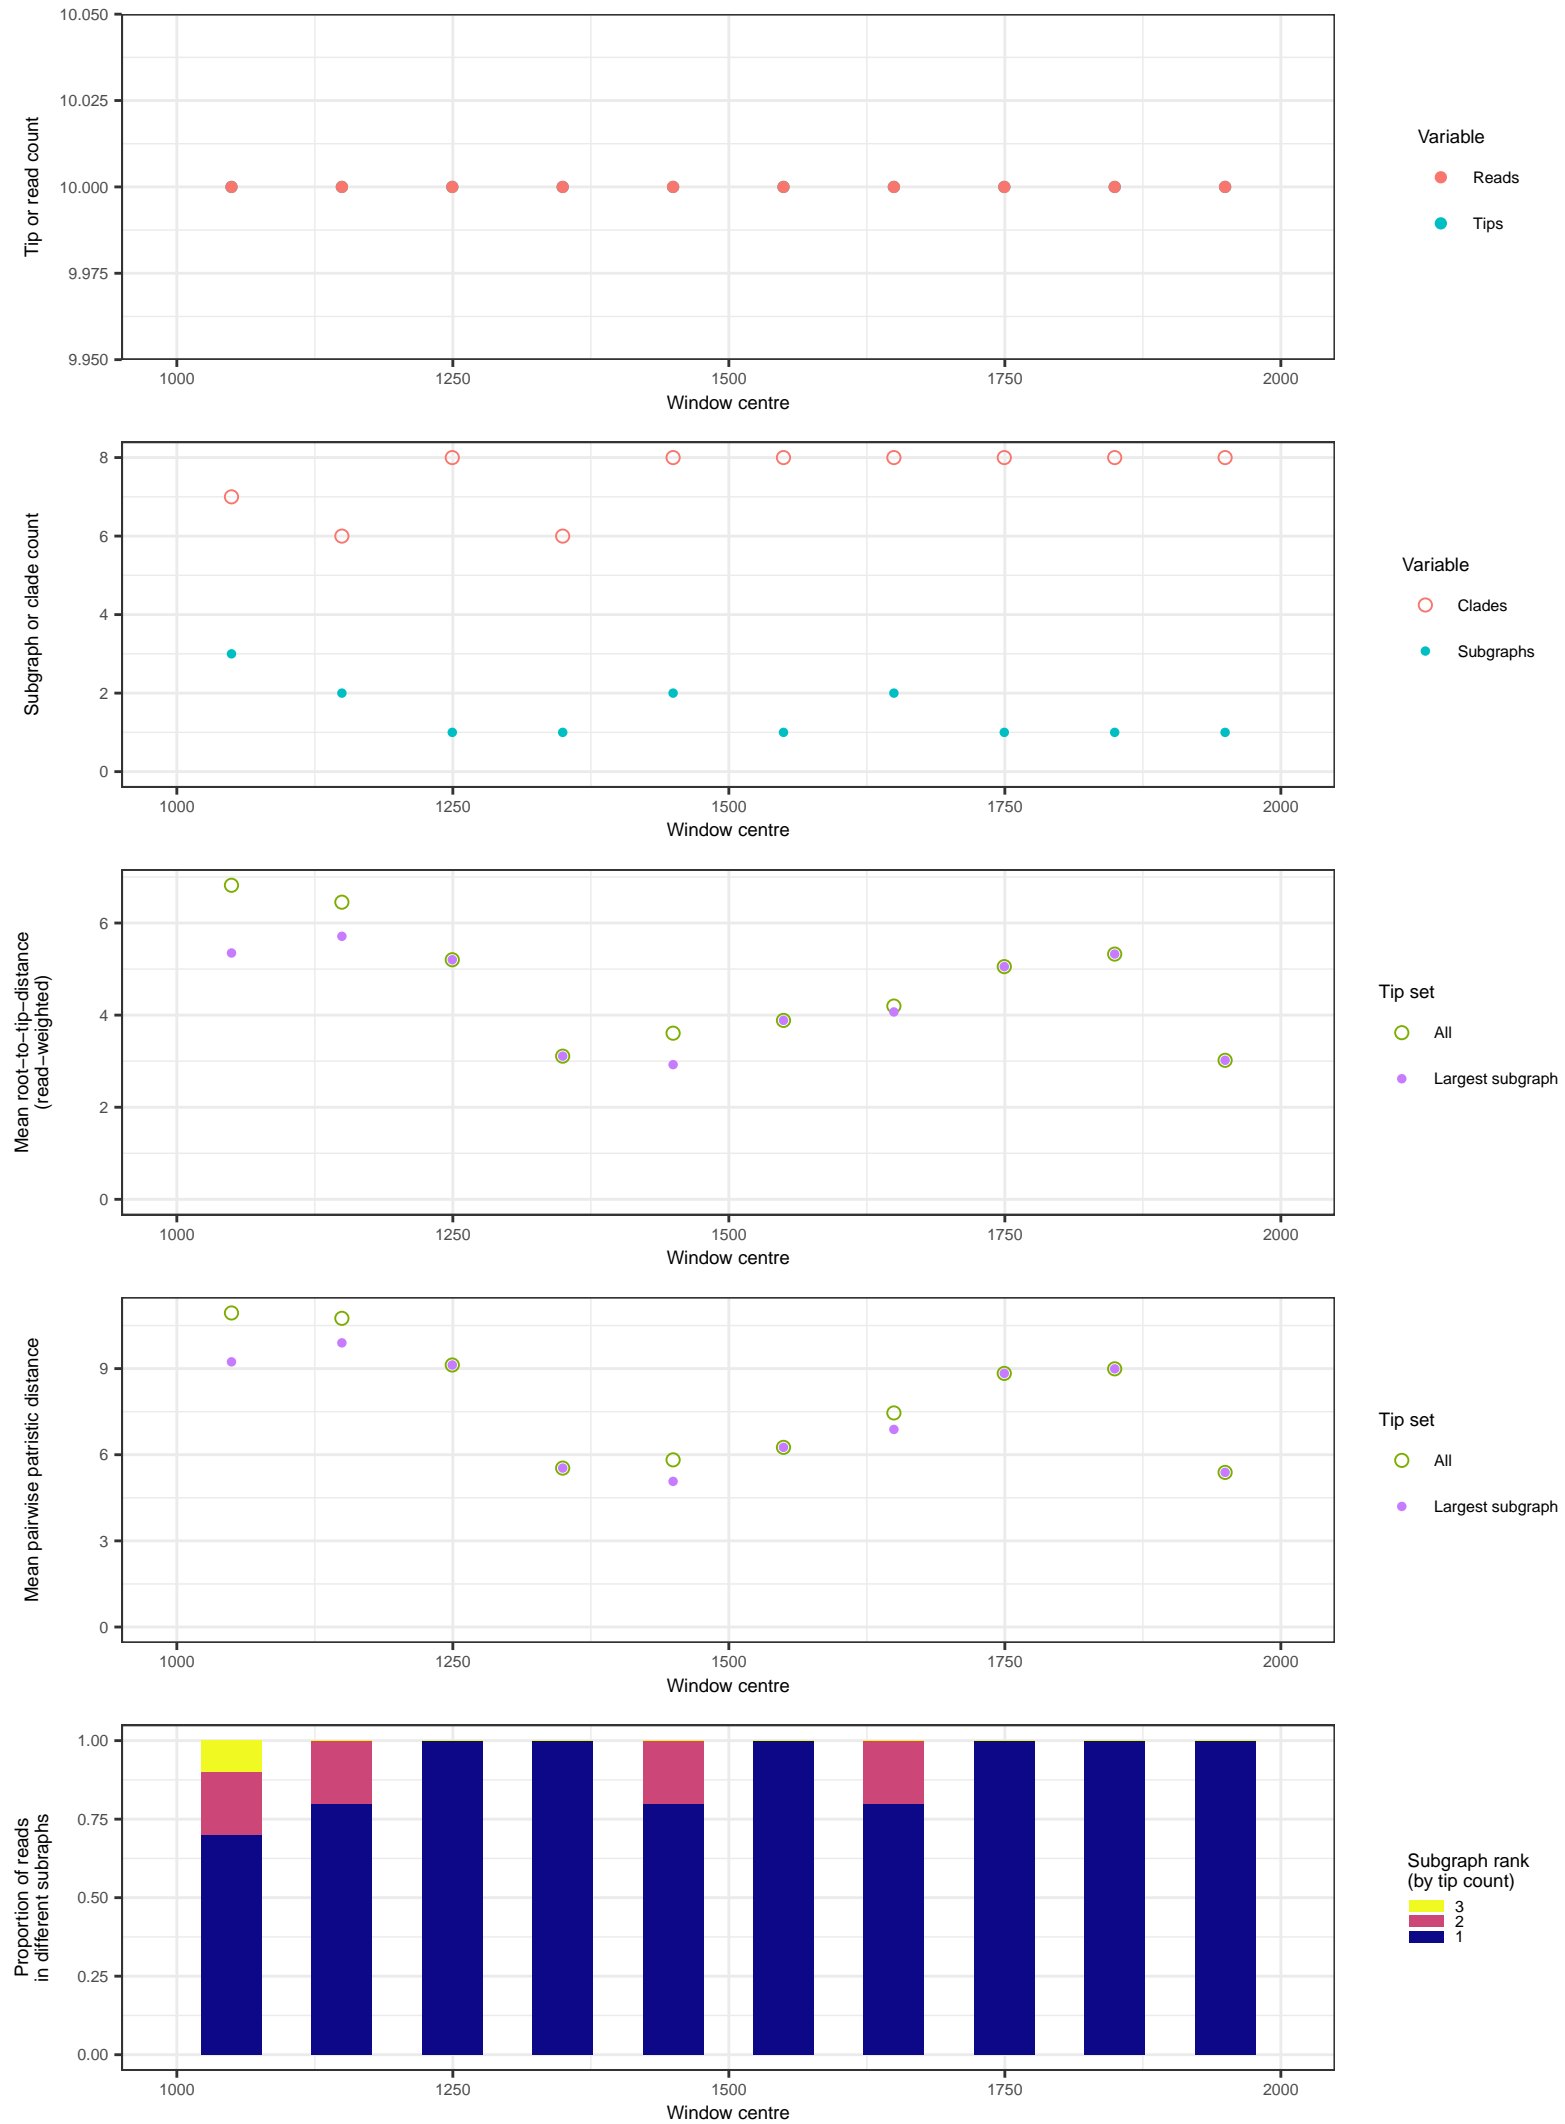 10.050
10.025
10.000
9.975
9.950
Tip or read count
1000 1250 1500 1750 2000
Window centre
Variable
Reads
Tips
8
6
4
2
0
Subgraph or clade count
1000 1250 1500 1750 2000
Window centre
Variable
Clades
Subgraphs
6
4
2
0
Mean root−to−tip−distance
(read−weighted)
1000 1250 1500 1750 2000
Window centre
Tip set
All
Largest subgraph
9
6
3
0
Mean pairwise patristic distance
1000 1250 1500 1750 2000
Window centre
Tip set
All
Largest subgraph
1.00
0.75
0.50
0.25
0.00
Proportion of reads
in different subraphs
1000 1250 1500 1750 2000
Window centre
Subgraph rank
(by tip count)
3
2
1